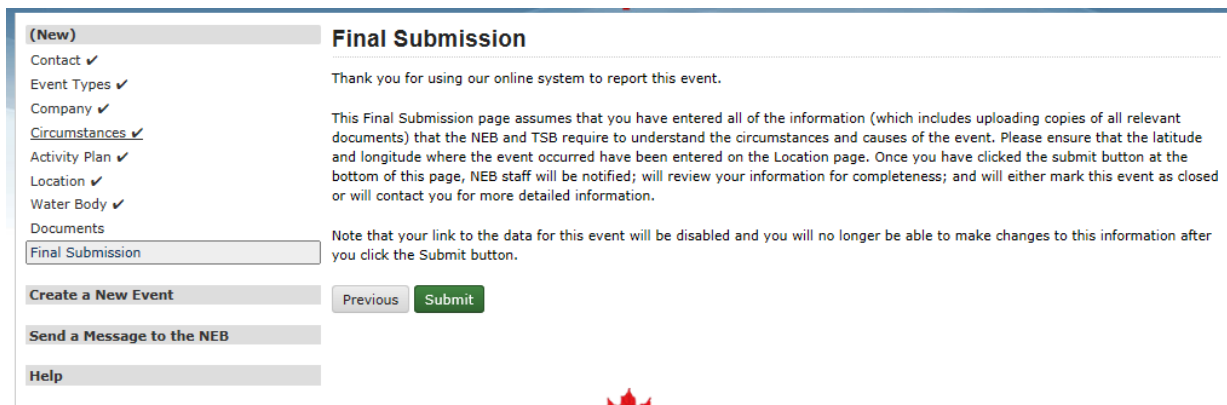 (New)
Contact ✔
Event Types ✔
Company ✔
Circumstances ✔
Activity Plan ✔
Location ✔
Water Body ✔
Documents
Final Submission
Create a New Event
Send a Message to the NEB
Help
Final Submission
Thank you for using our online system to report this event.
This Final Submission page assumes that you have entered all of the information (which includes uploading copies of all relevant
documents) that the NEB and TSB require to understand the circumstances and causes of the event. Please ensure that the latitude
and longitude where the event occurred have been entered on the Location page. Once you have clicked the submit button at the
bottom of this page, NEB staff will be notified; will review your information for completeness; and will either mark this event as closed
or will contact you for more detailed information.
Note that your link to the data for this event will be disabled and you will no longer be able to make changes to this information after
you click the Submit button.
Previous Submit